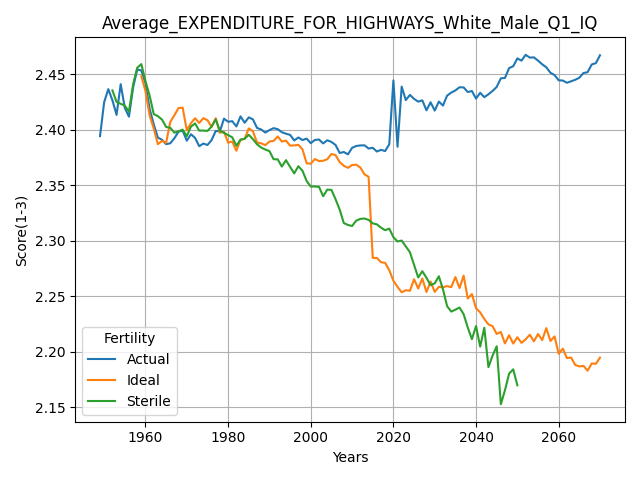 Average_EXPENDITURE_FOR_HIGHWAYS_White_Male_Q1_IQ
Score(1-3)
2.45
2.40
2.35
2.30
2.25
2.20
2.15
Fertility
Actual
Ideal
Sterile
1960 1980 2000 2020 2040 2060
Years